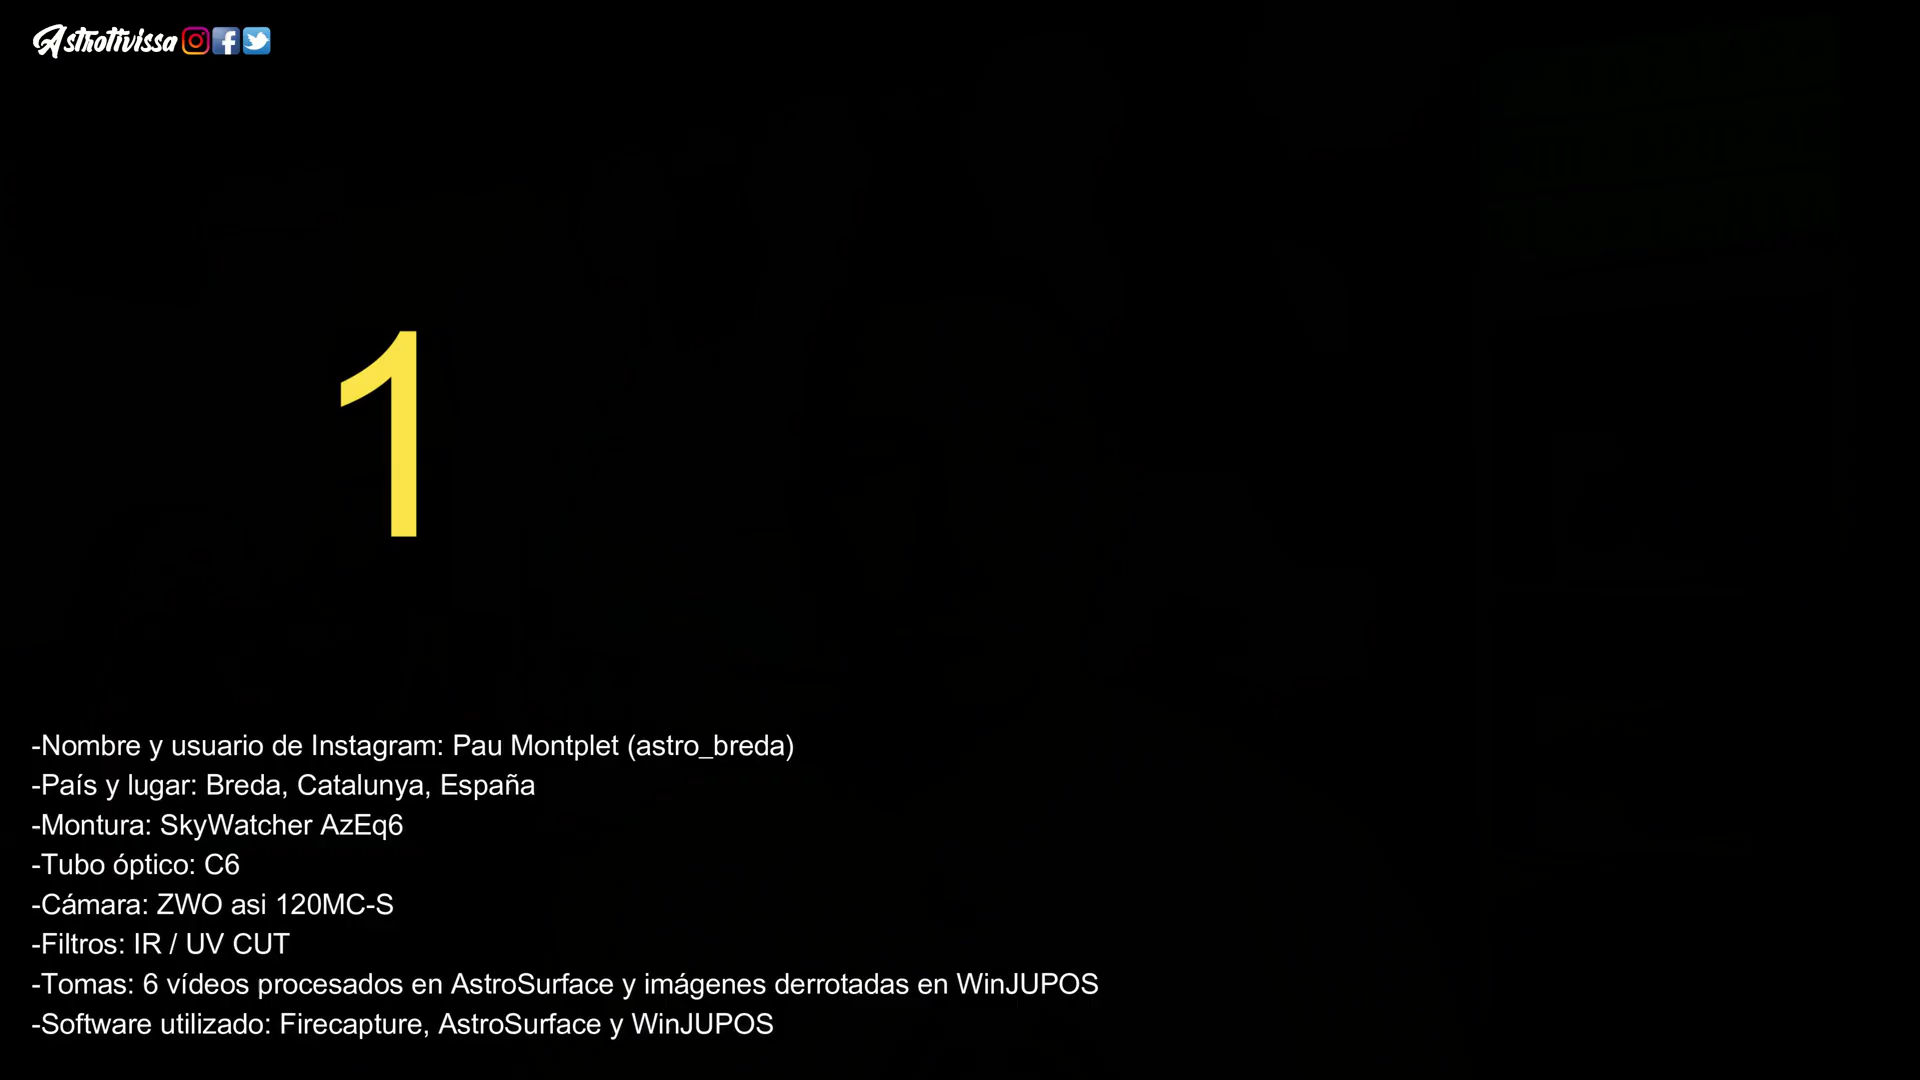 Astrotivissa
1
-Nombre y usuario de Instagram: Pau Montplet (astro_breda)
-País y lugar: Breda, Catalunya, España
-Montura: SkyWatcher AzEq6
-Tubo óptico: C6
-Cámara: ZWO asi 120MC-S
-Filtros: IR / UV CUT
-Tomas: 6 vídeos procesados en AstroSurface y imágenes derrotadas en WinJUPOS
-Software utilizado: Firecapture, AstroSurface y WinJUPOS